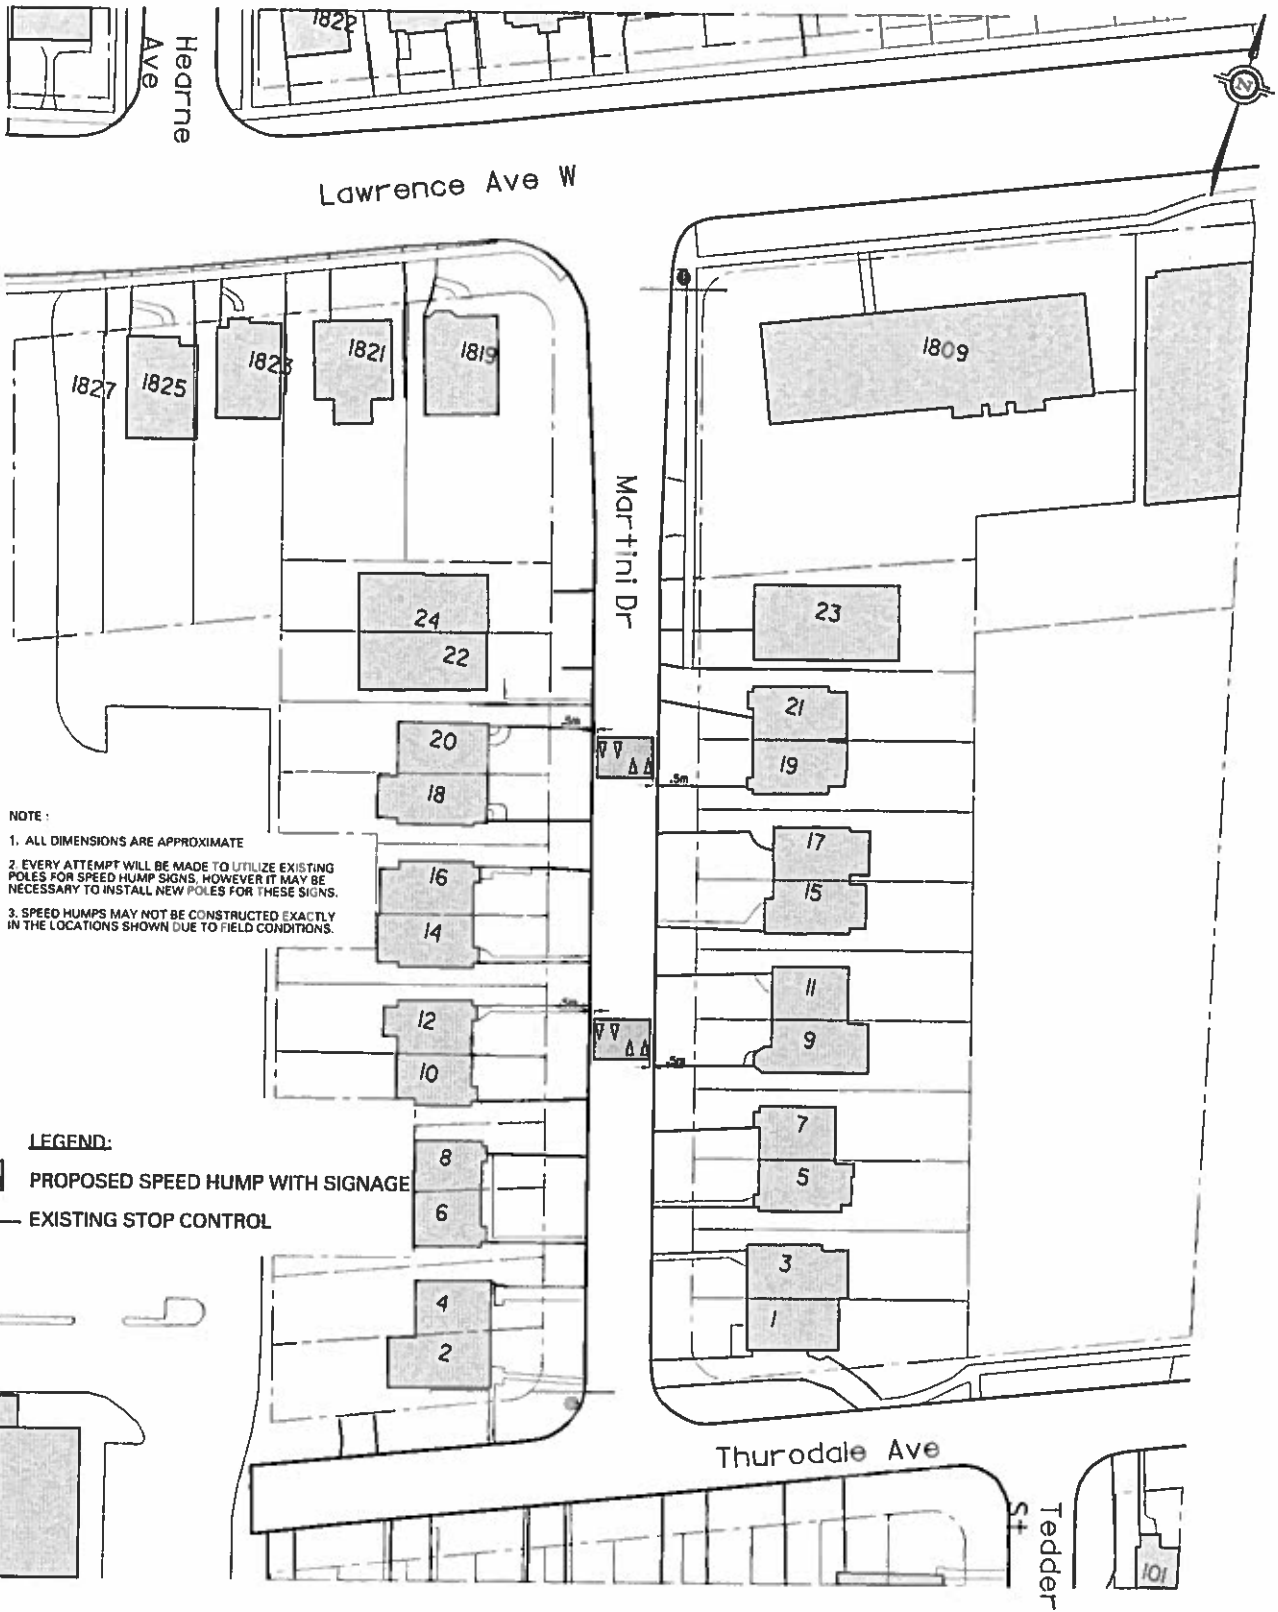 1822
Hearne
Ave
N
Lawrence Ave W
1827
1825
1823
1821
1819
1809
Martini Dr
24
22
23
21
19
20
18
.5m
.5m
17
15
16
14
11
9
12
10
.5m
.5m
7
5
8
6
3
1
4
2
NOTE :
1. ALL DIMENSIONS ARE APPROXIMATE
2. EVERY ATTEMPT WILL BE MADE TO UTILIZE EXISTING
POLES FOR SPEED HUMP SIGNS, HOWEVER IT MAY BE
NECESSARY TO INSTALL NEW POLES FOR THESE SIGNS.
3. SPEED HUMPS MAY NOT BE CONSTRUCTED EXACTLY
IN THE LOCATIONS SHOWN DUE TO FIELD CONDITIONS.
LEGEND:
PROPOSED SPEED HUMP WITH SIGNAGE
EXISTING STOP CONTROL
Thurodale Ave
Tedder
St
101